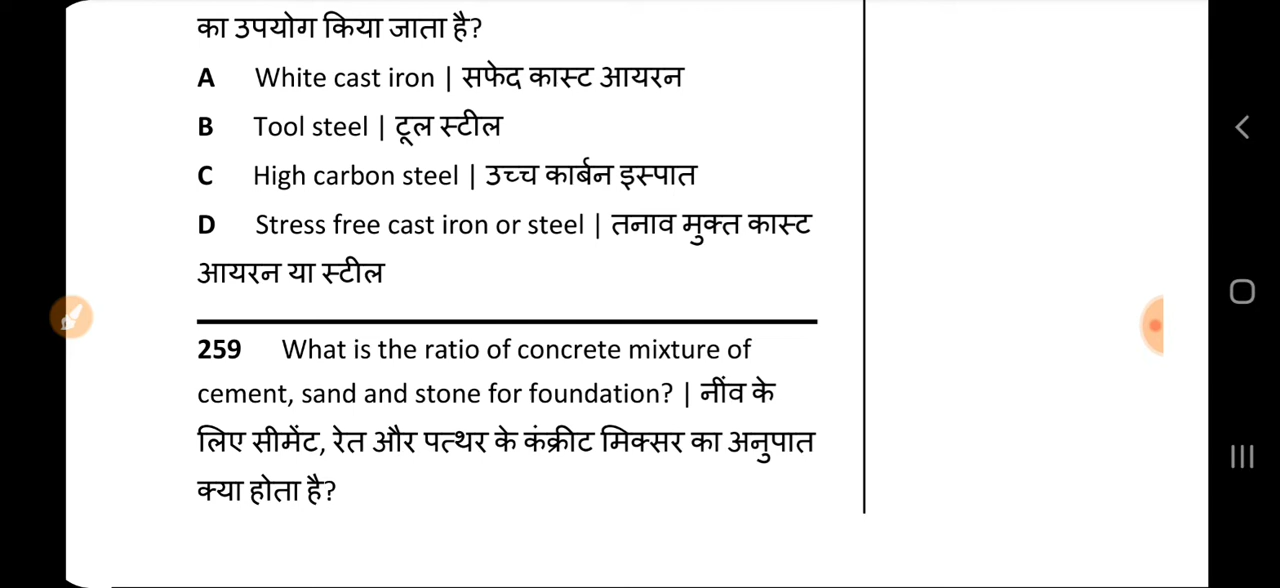 का उपयोग किया जाता है?
A White cast iron | सफेद कास्ट आयरन
B Tool steel | टूल स्टील
C High carbon steel | उच्च कार्बन इस्पात
D Stress free cast iron or steel | तनाव मुक्त कास्ट
आयरन या स्टील
259 What is the ratio of concrete mixture of
cement, sand and stone for foundation? | नींव के
लिए सीमेंट, रेत और पत्थर के कंक्रीट मिक्सर का अनुपात
क्या होता है?